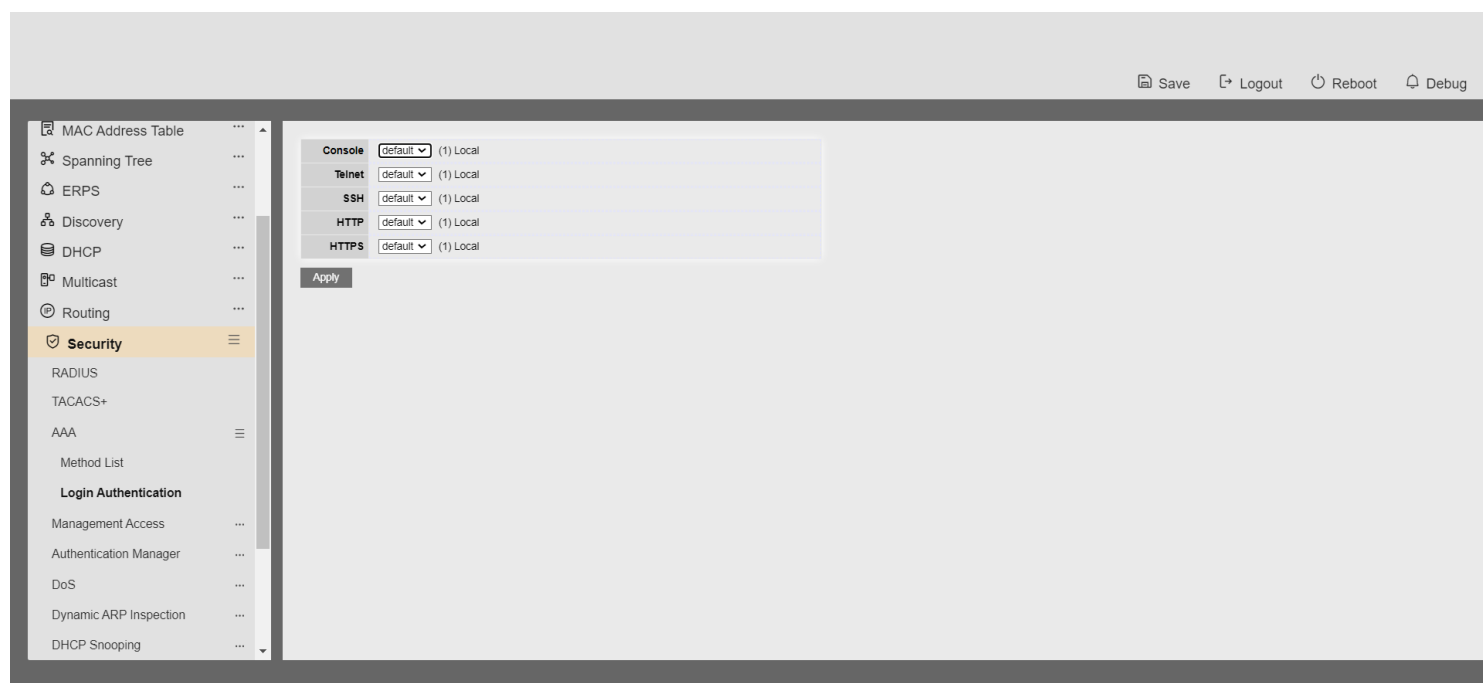 Save Logout Reboot Debug
MAC Address Table ...
Spanning Tree ...
ERPS ...
Discovery ...
DHCP ...
Multicast ...
IP Routing ...
Security
RADIUS
TACACS+
AAA
Method List
Login Authentication
Management Access ...
Authentication Manager ...
DoS ...
Dynamic ARP Inspection ...
DHCP Snooping ...
Console default (1) Local
Telnet default (1) Local
SSH default (1) Local
HTTP default (1) Local
HTTPS default (1) Local
Apply